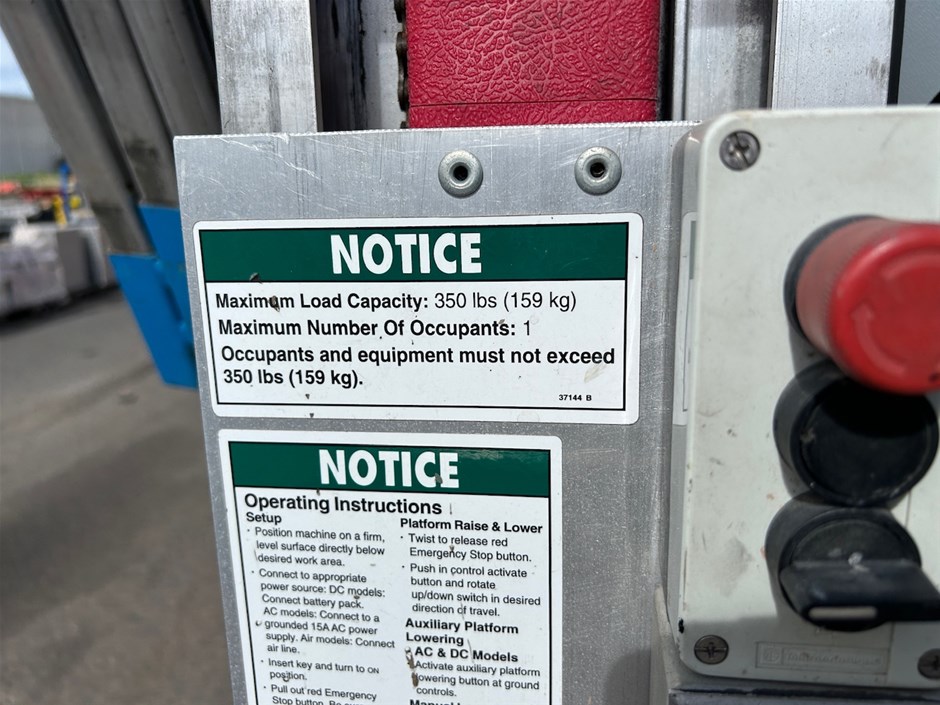 NOTICE
Maximum Load Capacity: 350 lbs (159 kg)
Maximum Number Of Occupants: 1
Occupants and equipment must not exceed
350 lbs (159 kg).
37144 B
NOTICE
Operating Instructions
Setup
· Position machine on a firm,
level surface directly below
desired work area.
· Connect to appropriate
power source: DC models:
Connect battery pack.
AC models: Connect to a
grounded 15A AC power
supply. Air models: Connect
air line.
· Insert key and turn to ON
position.
· Pull out red Emergency
Stop button.
Platform Raise & Lower
· Twist to release red
Emergency Stop button.
· Push in control activate
button and rotate
up/down switch in desired
direction of travel.
Auxiliary Platform
Lowering
AC & DC Models
Activate auxiliary platform
lowering button at ground
controls.